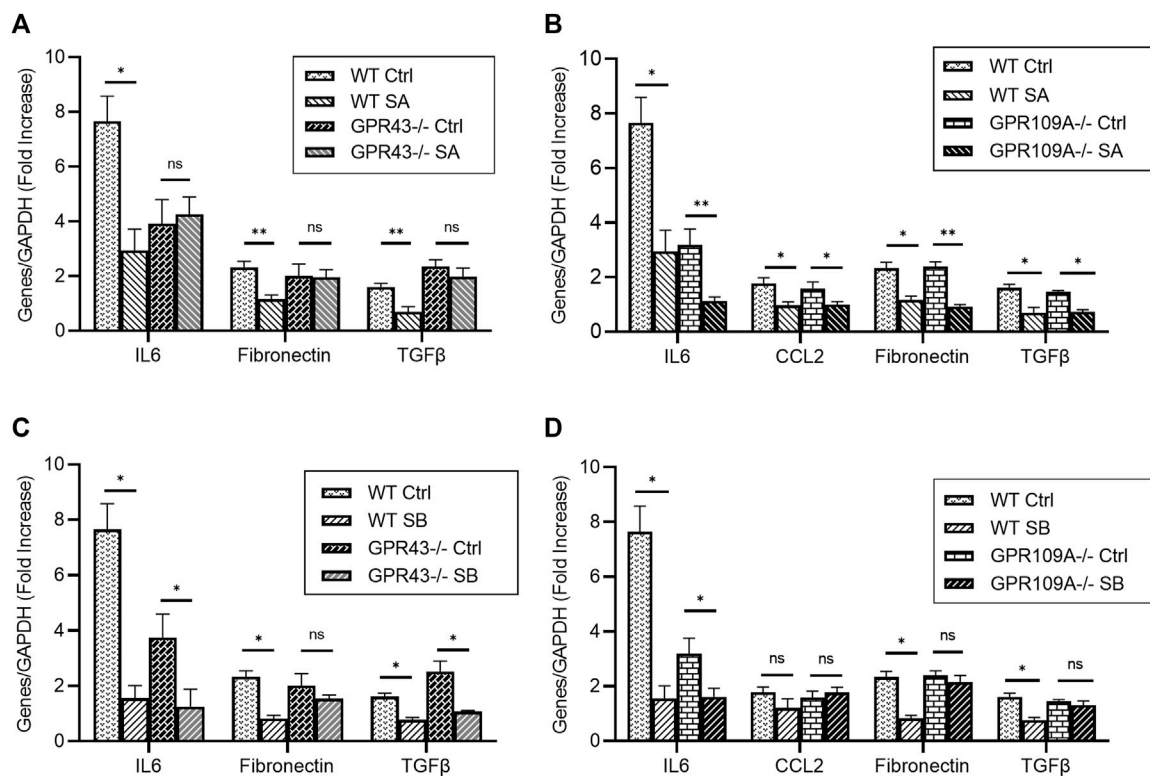 A
Genes/GAPDH (Fold Increase)
10
8
6
4
2
0
*
ns
**
ns
**
ns
WT Ctrl
WT SA
GPR43-/- Ctrl
GPR43-/- SA
IL6 Fibronectin TGFβ
B
Genes/GAPDH (Fold Increase)
10
8
6
4
2
0
*
**
*
*
*
**
*
*
WT Ctrl
WT SA
GPR109A-/- Ctrl
GPR109A-/- SA
IL6 CCL2 Fibronectin TGFβ
C
Genes/GAPDH (Fold Increase)
10
8
6
4
2
0
*
*
*
ns
*
*
WT Ctrl
WT SB
GPR43-/- Ctrl
GPR43-/- SB
IL6 Fibronectin TGFβ
D
Genes/GAPDH (Fold Increase)
10
8
6
4
2
0
*
*
ns
ns
*
ns
*
ns
WT Ctrl
WT SB
GPR109A-/- Ctrl
GPR109A-/- SB
IL6 CCL2 Fibronectin TGFβ